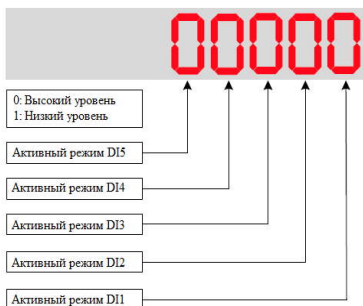 00000
0: Высокий уровень
1: Низкий уровень
Активный режим DI5
Активный режим DI4
Активный режим DI3
Активный режим DI2
Активный режим DI1